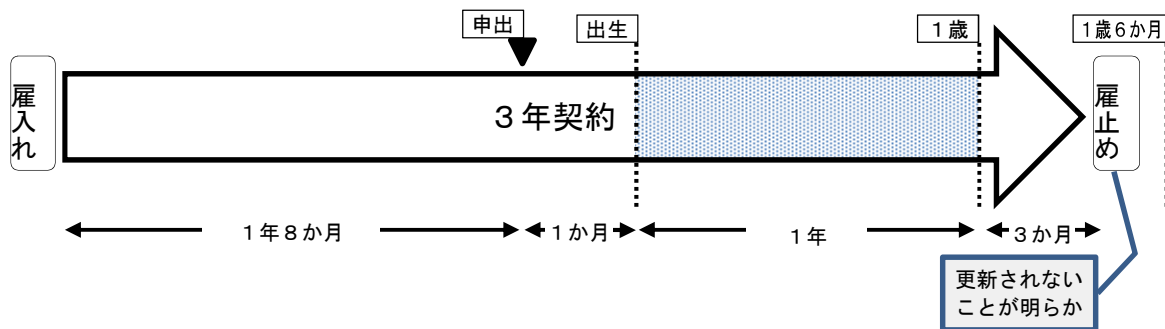 申出
出生
１歳
１歳６か月
雇入れ
３年契約
雇止め
１年８か月
１か月
１年
３か月
更新されない
ことが明らか